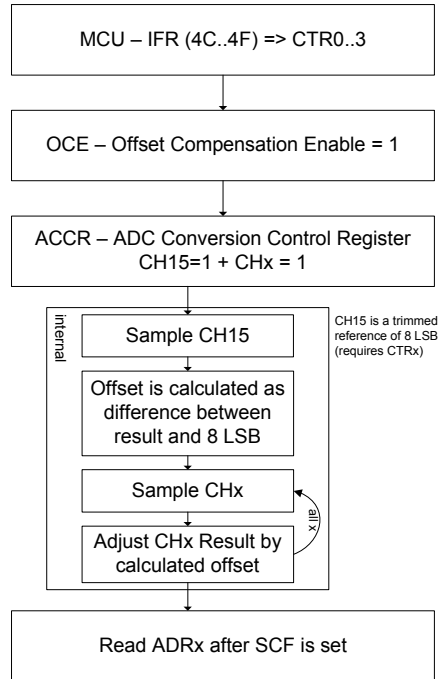 MCU – IFR (4C..4F) => CTR0..3
OCE – Offset Compensation Enable = 1
ACCR – ADC Conversion Control Register
CH15=1 + CHx = 1
internal
CH15 is a trimmed
reference of 8 LSB
(requires CTRx)
Sample CH15
Offset is calculated as
difference between
result and 8 LSB
Sample CHx
all x
Adjust CHx Result by
calculated offset
Read ADRx after SCF is set